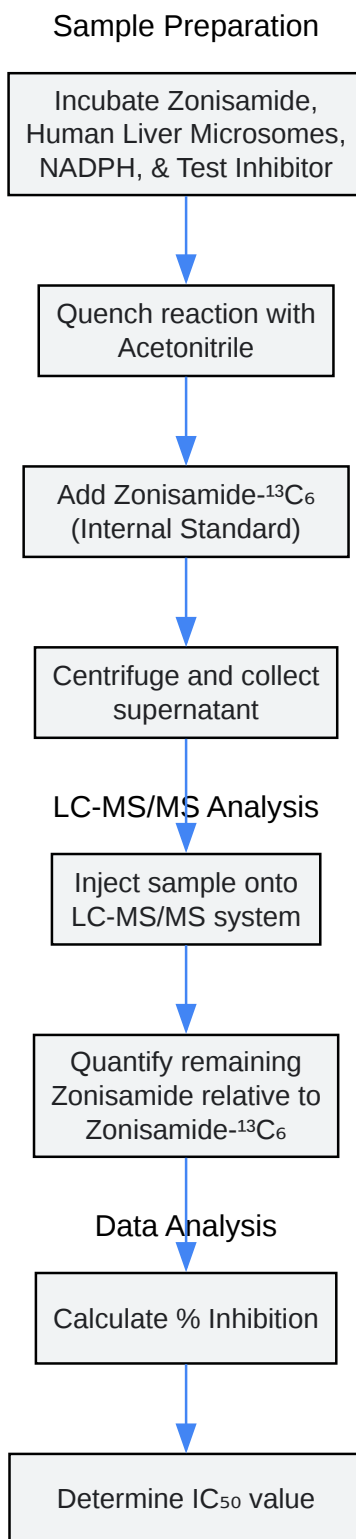 Sample Preparation
Incubate Zonisamide,
Human Liver Microsomes,
NADPH, & Test Inhibitor
Quench reaction with
Acetonitrile
Add Zonisamide-¹³C₆
(Internal Standard)
Centrifuge and collect
supernatant
LC-MS/MS Analysis
Inject sample onto
LC-MS/MS system
Quantify remaining
Zonisamide relative to
Zonisamide-¹³C₆
Data Analysis
Calculate % Inhibition
Determine IC₅₀ value